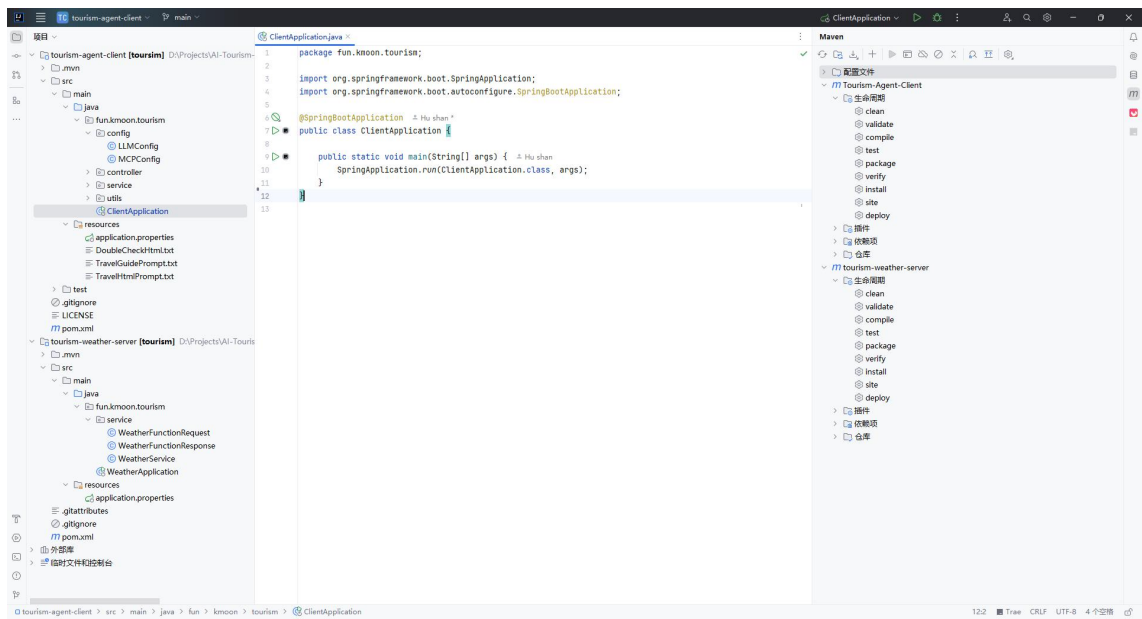 TC tourism-agent-client main ClientApplication
项目
tourism-agent-client [toursim] D:\Projects\AI-Tourism-
.mvn
src
main
java
fun.kmoon.tourism
config
LLMConfig
MCPConfig
controller
service
utils
ClientApplication
resources
application.properties
DoubleCheckHtml.txt
TravelGuidePrompt.txt
TravelHtmlPrompt.txt
test
.gitignore
LICENSE
pom.xml
tourism-weather-server [tourism] D:\Projects\AI-Touris
.mvn
src
main
java
fun.kmoon.tourism
service
WeatherFunctionRequest
WeatherFunctionResponse
WeatherService
WeatherApplication
resources
application.properties
.gitattributes
.gitignore
pom.xml
外部库
临时文件和控制台
ClientApplication.java
1 package fun.kmoon.tourism;
2
3 import org.springframework.boot.SpringApplication;
4 import org.springframework.boot.autoconfigure.SpringBootApplication;
5
6 @SpringBootApplication Hu shan *
7 public class ClientApplication {
8
9 public static void main(String[] args) { Hu shan
10 SpringApplication.run(ClientApplication.class, args);
11 }
12 }
13
Maven
配置文件
Tourism-Agent-Client
生命周期
clean
validate
compile
test
package
verify
install
site
deploy
插件
依赖项
仓库
tourism-weather-server
生命周期
clean
validate
compile
test
package
verify
install
site
deploy
插件
依赖项
仓库
tourism-agent-client > src > main > java > fun > kmoon > tourism > ClientApplication
12:2 Trae CRLF UTF-8 4 个空格